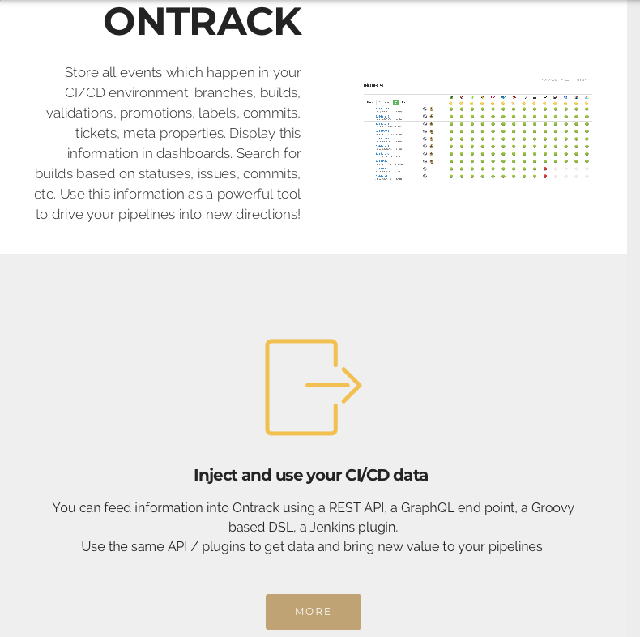 ONTRACK
Store all events which happen in your
CI/CD environment: branches, builds,
validations, promotions, labels, commits,
tickets, meta properties. Display this
information in dashboards. Search for
builds based on statuses, issues, commits,
etc. Use this information as a powerful tool
to drive your pipelines into new directions!
Inject and use your CI/CD data
You can feed information into Ontrack using a REST API, a GraphQL end point, a Groovy
based DSL, a Jenkins plugin.
Use the same API / plugins to get data and bring new value to your pipelines
MORE